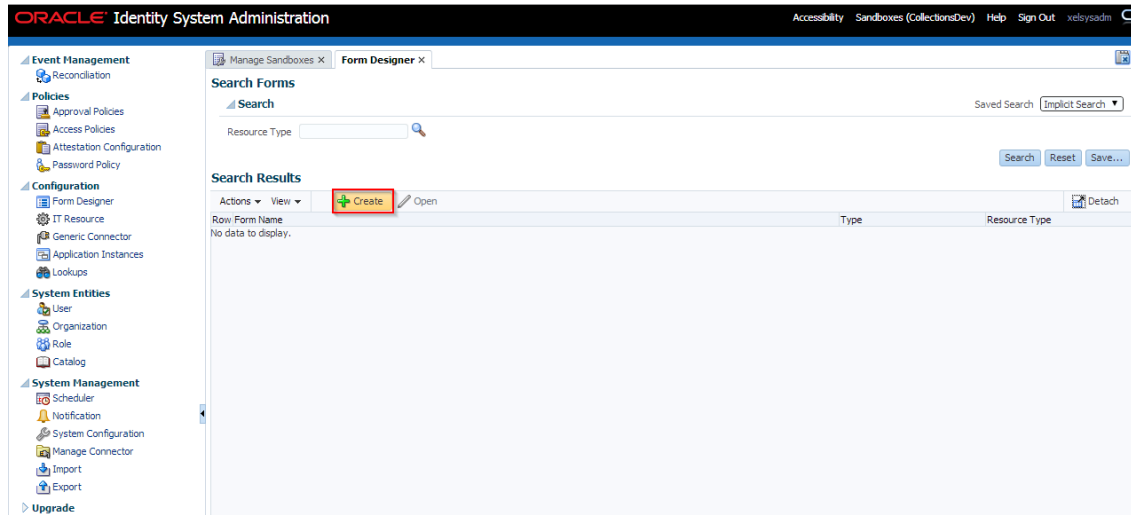 ORACLE Identity System Administration
Accessibility Sandboxes (CollectionsDev) Help Sign Out xelsysadm
Event Management
Reconciliation
Policies
Approval Policies
Access Policies
Attestation Configuration
Password Policy
Configuration
Form Designer
IT Resource
Generic Connector
Application Instances
Lookups
System Entities
User
Organization
Role
Catalog
System Management
Scheduler
Notification
System Configuration
Manage Connector
Import
Export
Upgrade
Manage Sandboxes Form Designer
Search Forms
Search
Saved Search Implicit Search
Resource Type
Search Reset Save...
Search Results
Actions View Create Open Detach
Row Form Name Type Resource Type
No data to display.